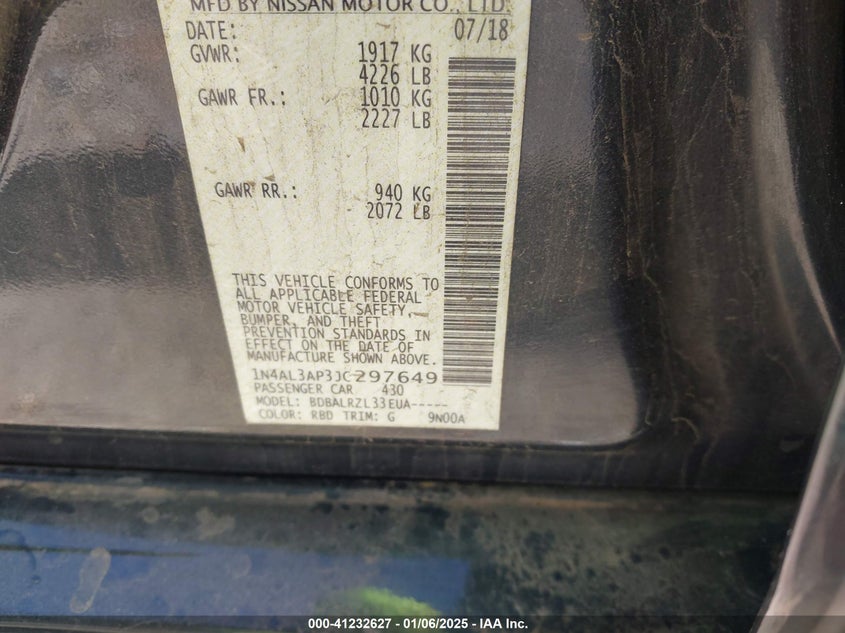 MFD BY NISSAN MOTOR CO., LTD.
DATE: 07/18
GVWR: 1917 KG
4226 LB
GAWR FR.: 1010 KG
2227 LB
GAWR RR.: 940 KG
2072 LB
THIS VEHICLE CONFORMS TO
ALL APPLICABLE FEDERAL
MOTOR VEHICLE SAFETY,
BUMPER, AND THEFT
PREVENTION STANDARDS IN
EFFECT ON THE DATE OF
MANUFACTURE SHOWN ABOVE.
1N4AL3AP3JC297649
PASSENGER CAR 430
MODEL: BDBALRZL33EUA-----
COLOR: RBD TRIM: G 9N00A
000-41232627 - 01/06/2025 - IAA Inc.